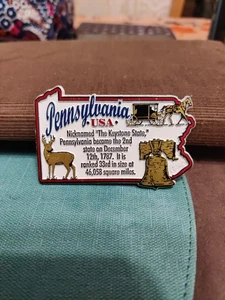 Pennsylvania
USA
Nicknamed "The Keystone State,"
Pennsylvania became the 2nd
state on December
12th, 1787. It is
ranked 33rd in size at
46,058 square miles.